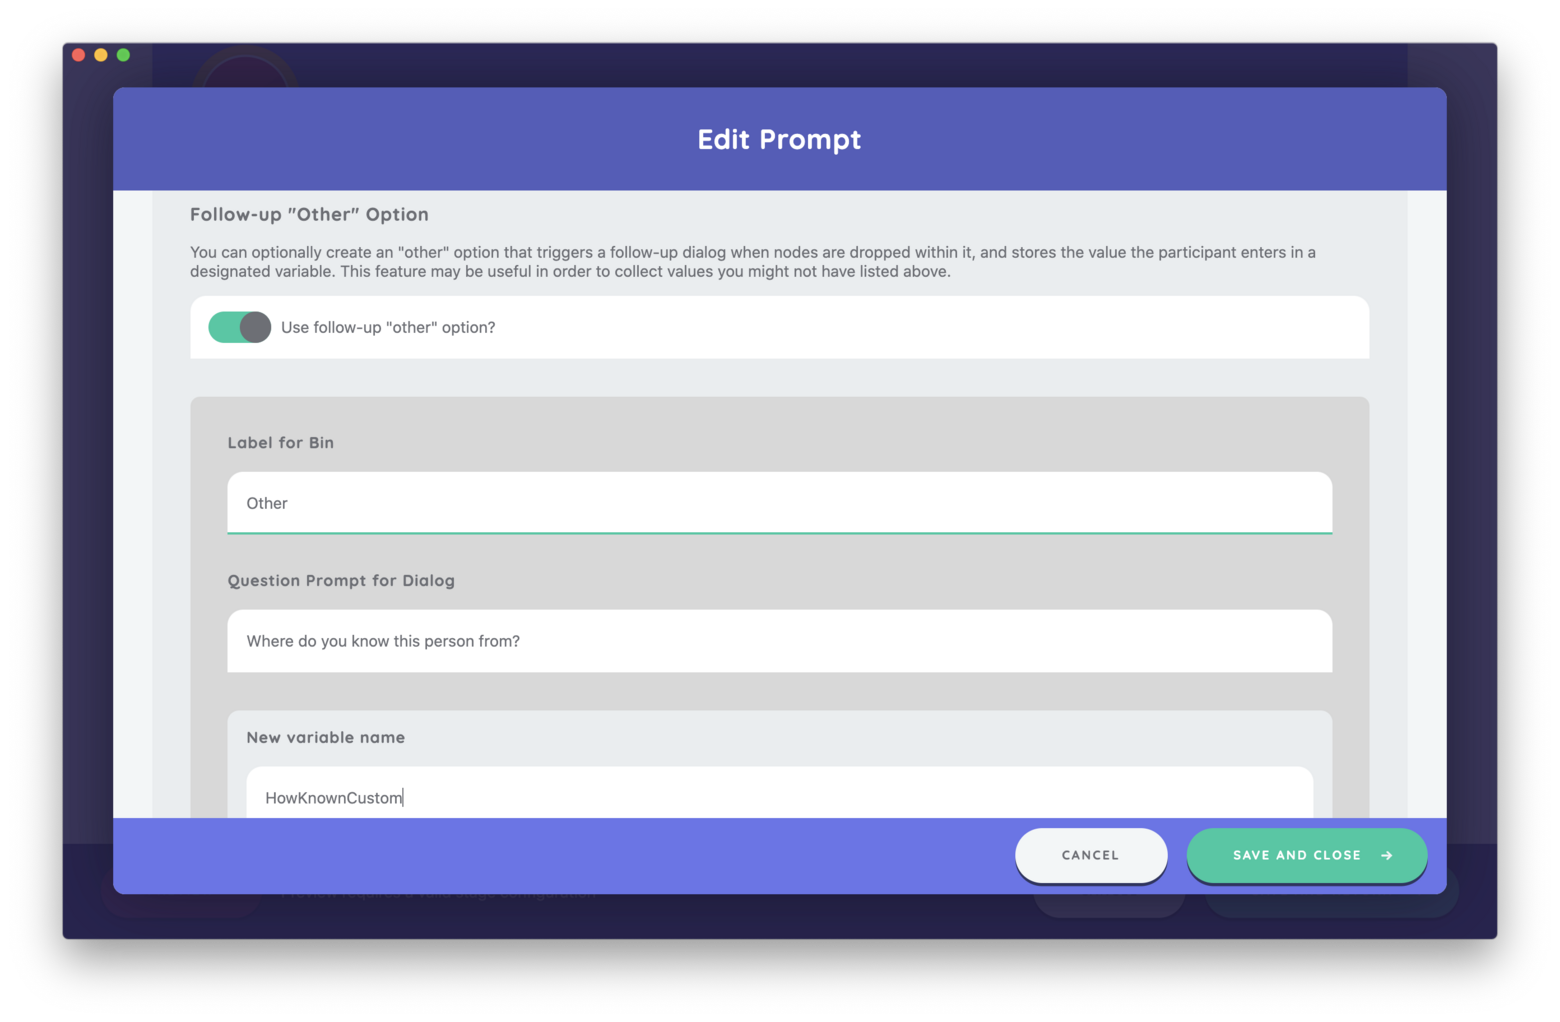 Edit Prompt
Follow-up "Other" Option
You can optionally create an "other" option that triggers a follow-up dialog when nodes are dropped within it, and stores the value the participant enters in a
designated variable. This feature may be useful in order to collect values you might not have listed above.
Use follow-up "other" option?
Label for Bin
Other
Question Prompt for Dialog
Where do you know this person from?
New variable name
HowKnownCustom
CANCEL
SAVE AND CLOSE →